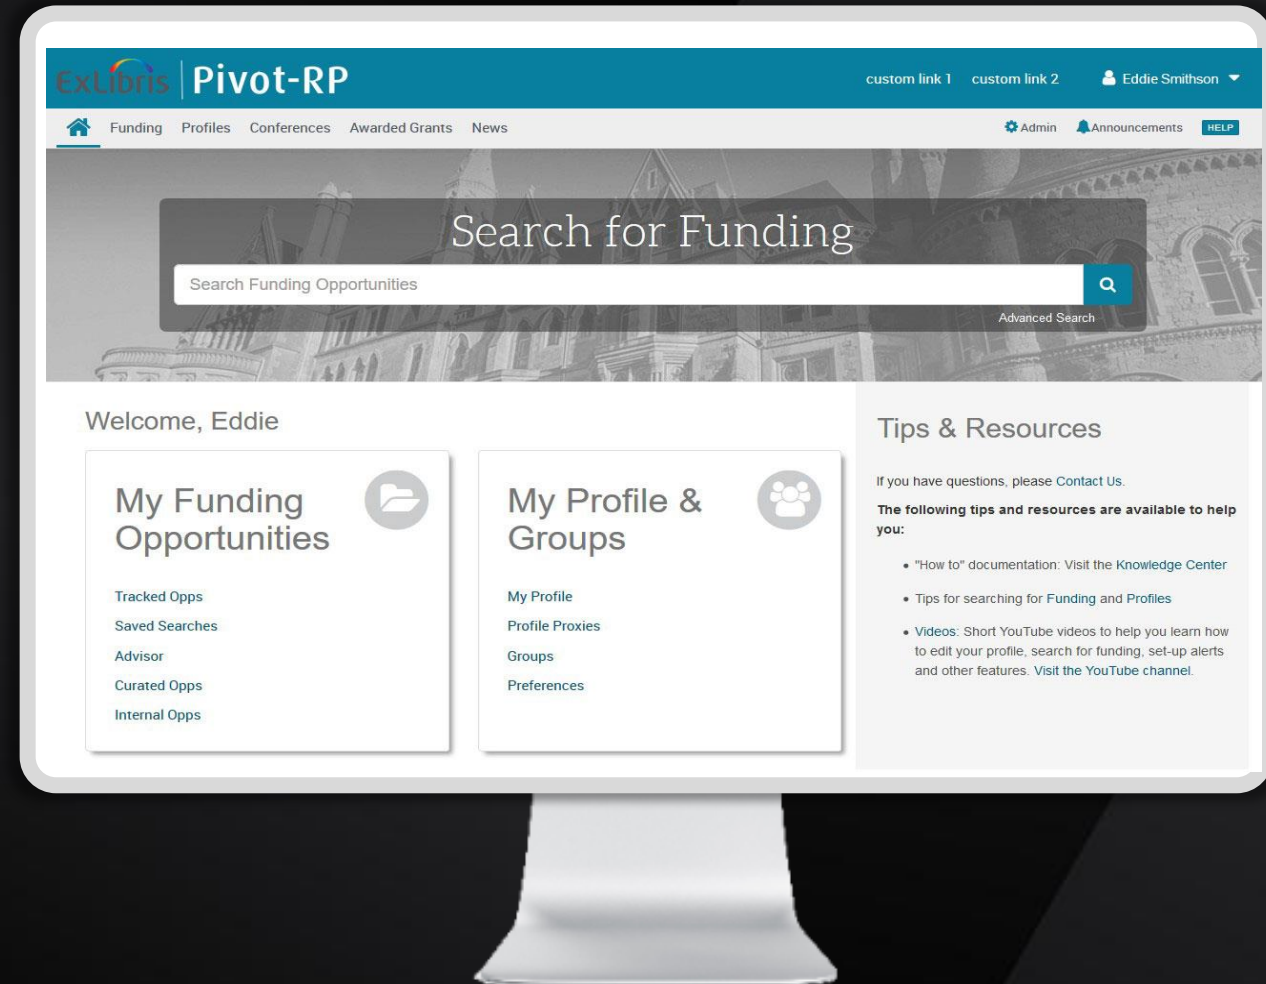 ExLibris | Pivot-RP
custom link 1 custom link 2 Eddie Smithson
Funding Profiles Conferences Awarded Grants News
Admin Announcements HELP
Search for Funding
Search Funding Opportunities
Advanced Search
Welcome, Eddie
My Funding
Opportunities
Tracked Opps
Saved Searches
Advisor
Curated Opps
Internal Opps
My Profile &
Groups
My Profile
Profile Proxies
Groups
Preferences
Tips & Resources
If you have questions, please Contact Us.
The following tips and resources are available to help
you:
• "How to" documentation: Visit the Knowledge Center
• Tips for searching for Funding and Profiles
• Videos: Short YouTube videos to help you learn how
to edit your profile, search for funding, set-up alerts
and other features. Visit the YouTube channel.